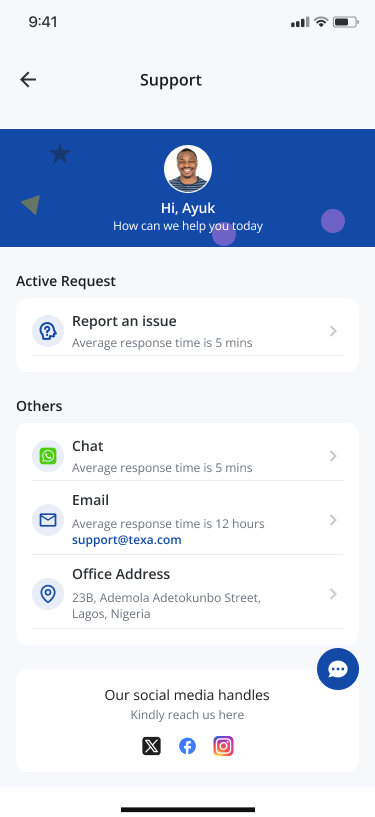 9:41
Support
Hi, Ayuk
How can we help you today
Active Request
Report an issue
Average response time is 5 mins
Others
Chat
Average response time is 5 mins
Email
Average response time is 12 hours
support@texa.com
Office Address
23B, Ademola Adetokunbo Street,
Lagos, Nigeria
Our social media handles
Kindly reach us here